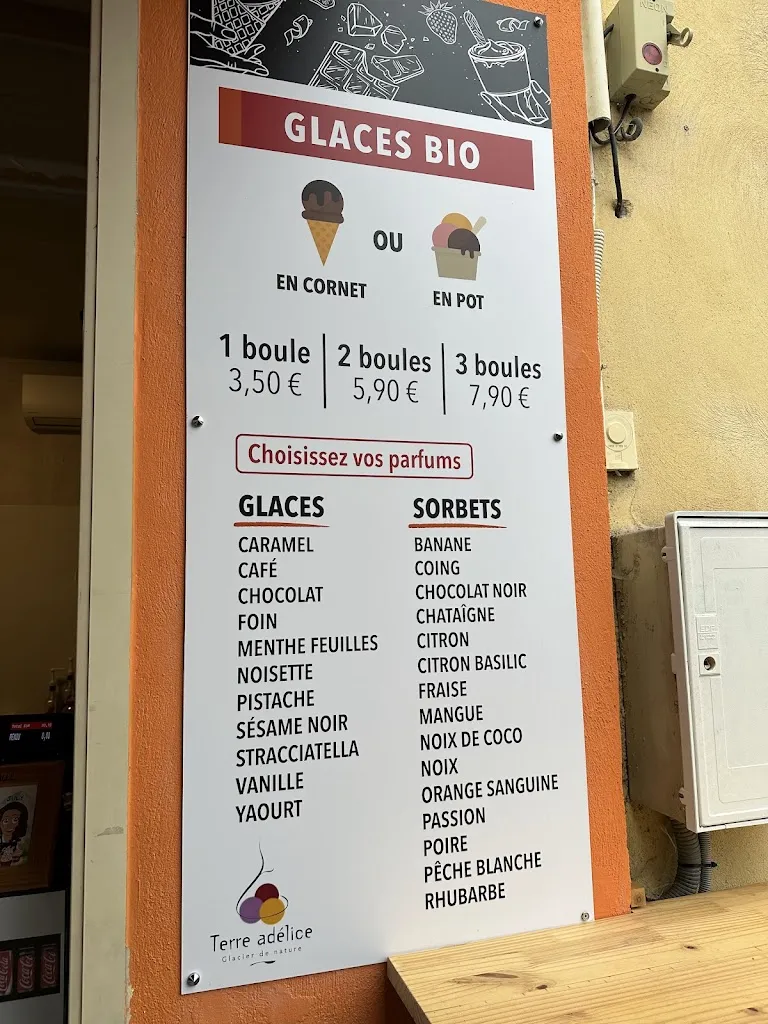 GLACES BIO
OU
EN CORNET
EN POT
1 boule
3,50 €
2 boules
5,90 €
3 boules
7,90 €
Choisissez vos parfums
GLACES
CARAMEL
CAFÉ
CHOCOLAT
FOIN
MENTHE FEUILLES
NOISETTE
PISTACHE
SÉSAME NOIR
STRACCIATELLA
VANILLE
YAOURT
SORBETS
BANANE
COING
CHOCOLAT NOIR
CHATAÎGNE
CITRON
CITRON BASILIC
FRAISE
MANGUE
NOIX DE COCO
NOIX
ORANGE SANGUINE
PASSION
POIRE
PÊCHE BLANCHE
RHUBARBE
Terre adélice
Glacier de nature